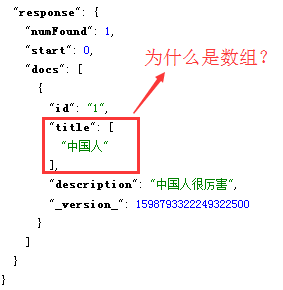 "response": {
"numFound": 1,
"start": 0,
"docs": [
{
"id": "1",
"title": [
"中国人"
],
"description": "中国人很厉害",
"_version_": 1598793322249322500
}
]
}
}
为什么是数组？